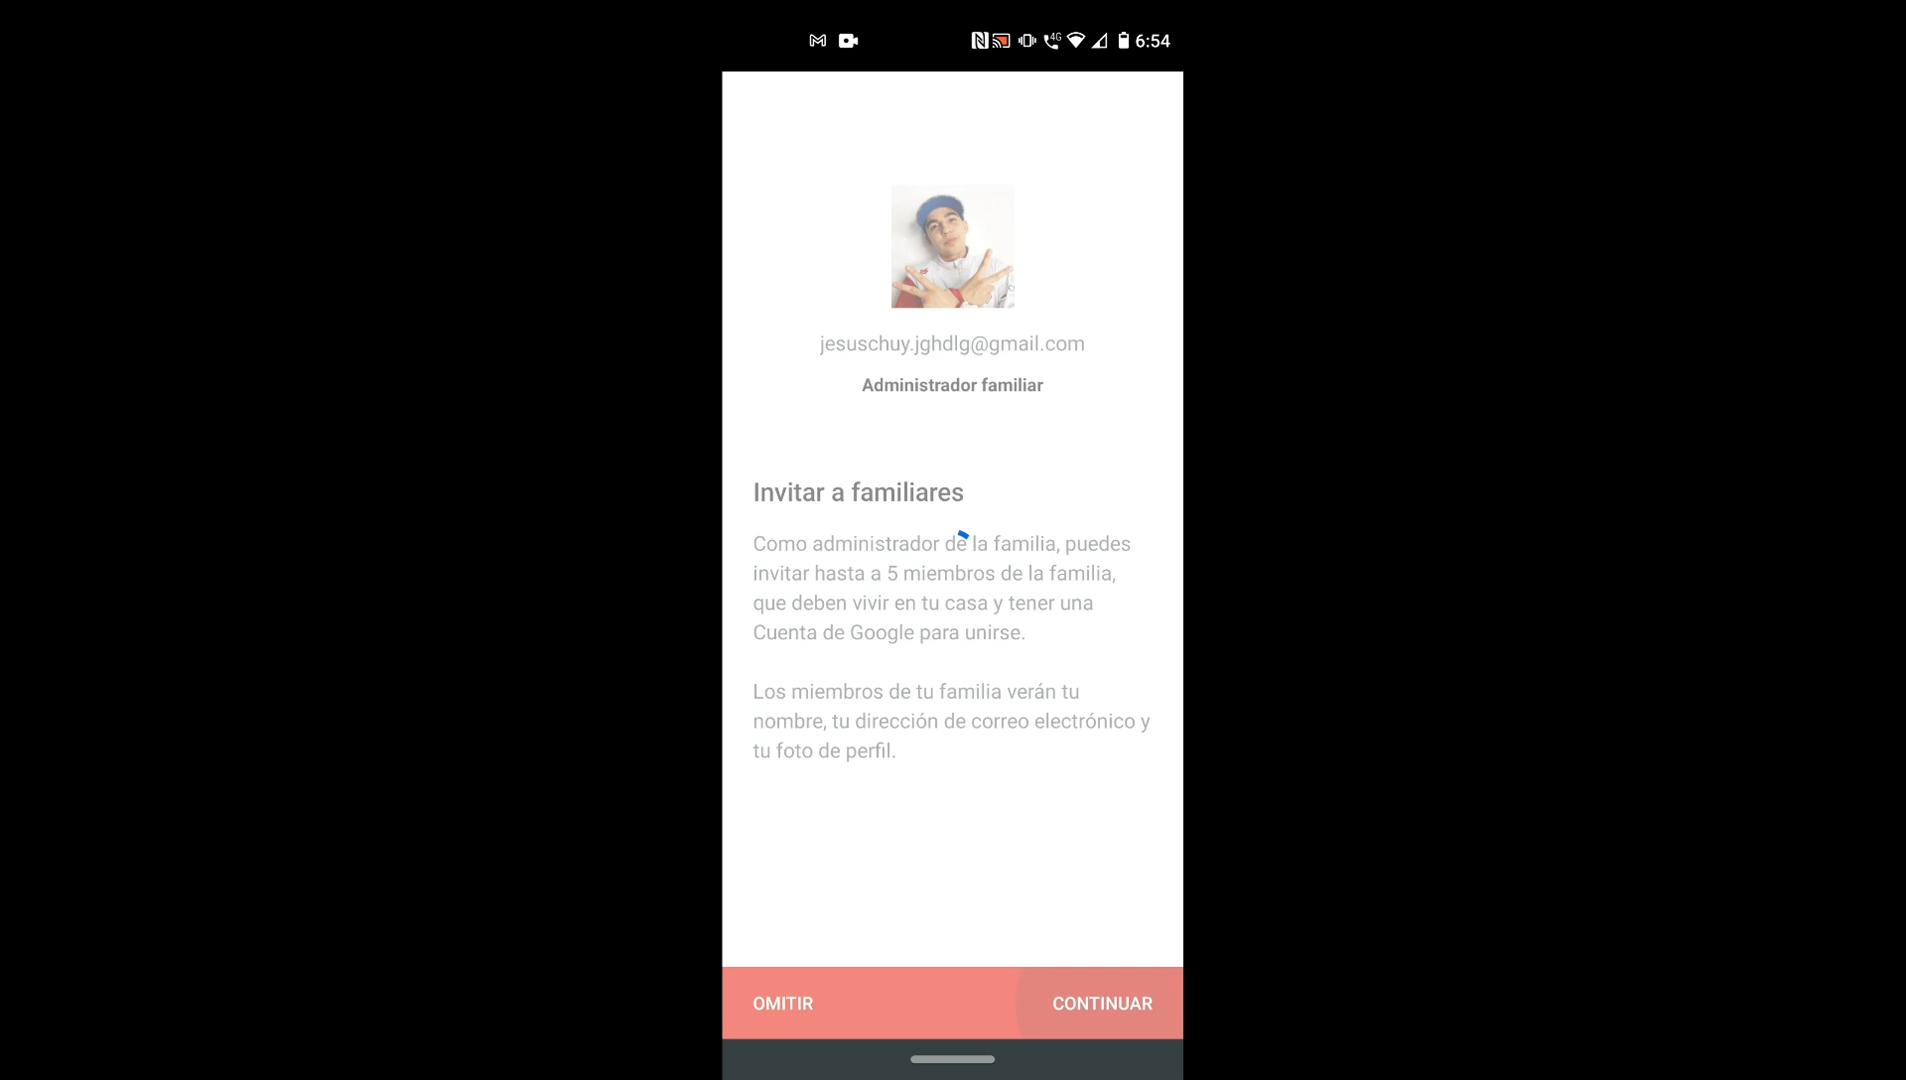 4G 6:54
jesuschuy.jghdlg@gmail.com
Administrador familiar
Invitar a familiares
Como administrador de la familia, puedes
invitar hasta a 5 miembros de la familia,
que deben vivir en tu casa y tener una
Cuenta de Google para unirse.
Los miembros de tu familia verán tu
nombre, tu dirección de correo electrónico y
tu foto de perfil.
OMITIR CONTINUAR